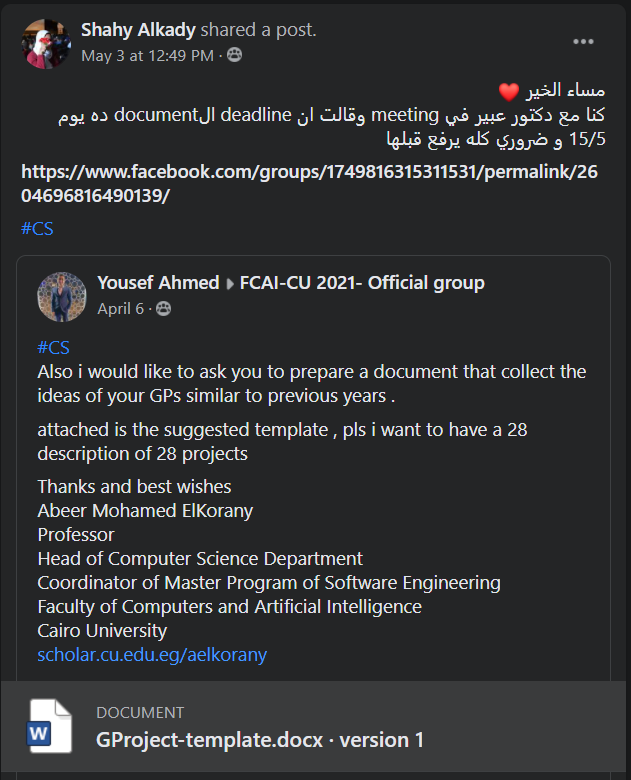 Shahy Alkady shared a post.
May 3 at 12:49 PM ·
مساء الخير ❤️
كنا مع دكتور عبير في meeting وقالت ان deadline الdocument ده يوم
15/5 و ضروري كله يرفع قبلها
https://www.facebook.com/groups/1749816315311531/permalink/26
04696816490139/
#CS
Yousef Ahmed ▸ FCAI-CU 2021- Official group
April 6 ·
#CS
Also i would like to ask you to prepare a document that collect the
ideas of your GPs similar to previous years .
attached is the suggested template , pls i want to have a 28
description of 28 projects
Thanks and best wishes
Abeer Mohamed ElKorany
Professor
Head of Computer Science Department
Coordinator of Master Program of Software Engineering
Faculty of Computers and Artificial Intelligence
Cairo University
scholar.cu.edu.eg/aelkorany
W
DOCUMENT
GProject-template.docx · version 1